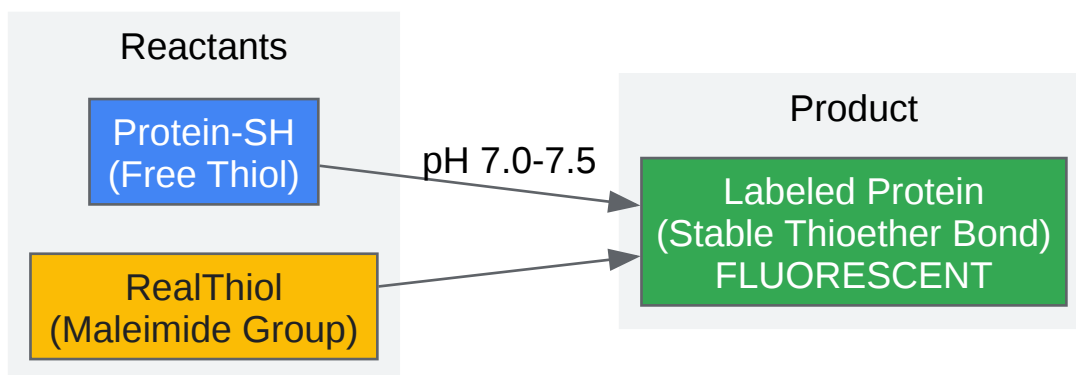 Reactants
Protein-SH
(Free Thiol)
RealThiol
(Maleimide Group)
pH 7.0-7.5
Product
Labeled Protein
(Stable Thioether Bond)
FLUORESCENT